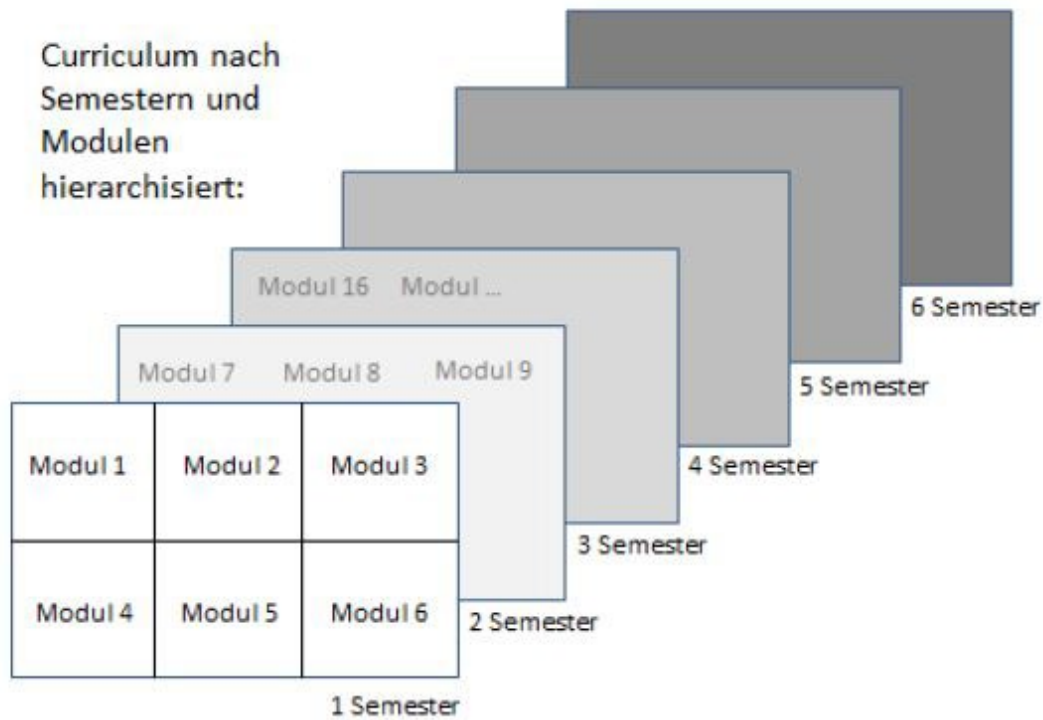 Curriculum nach
Semestern und
Modulen
hierarchisiert:
6 Semester
Modul 16 Modul ...
5 Semester
Modul 7 Modul 8 Modul 9
4 Semester
Modul 1 Modul 2 Modul 3
3 Semester
Modul 4 Modul 5 Modul 6
2 Semester
1 Semester